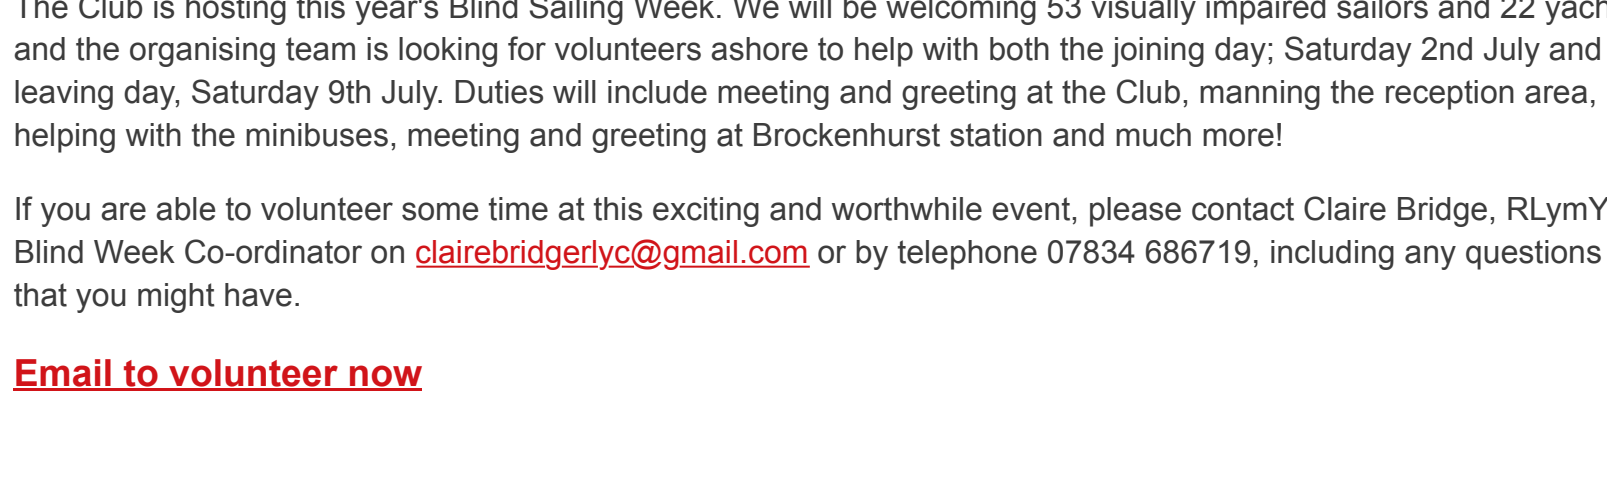 The Club is hosting this year's Blind Sailing Week. We will be welcoming 53 visually impaired sailors and 22
and the organising team is looking for volunteers ashore to help with both the joining day; Saturday 2nd July and
leaving day, Saturday 9th July. Duties will include meeting and greeting at the Club, manning the reception area,
helping with the minibuses, meeting and greeting at Brockenhurst station and much more!
If you are able to volunteer some time at this exciting and worthwhile event, please contact Claire Bridge, RLymY
Blind Week Co-ordinator on clairebridgerlyc@gmail.com or by telephone 07834 686719, including any questions
that you might have.
Email to volunteer now